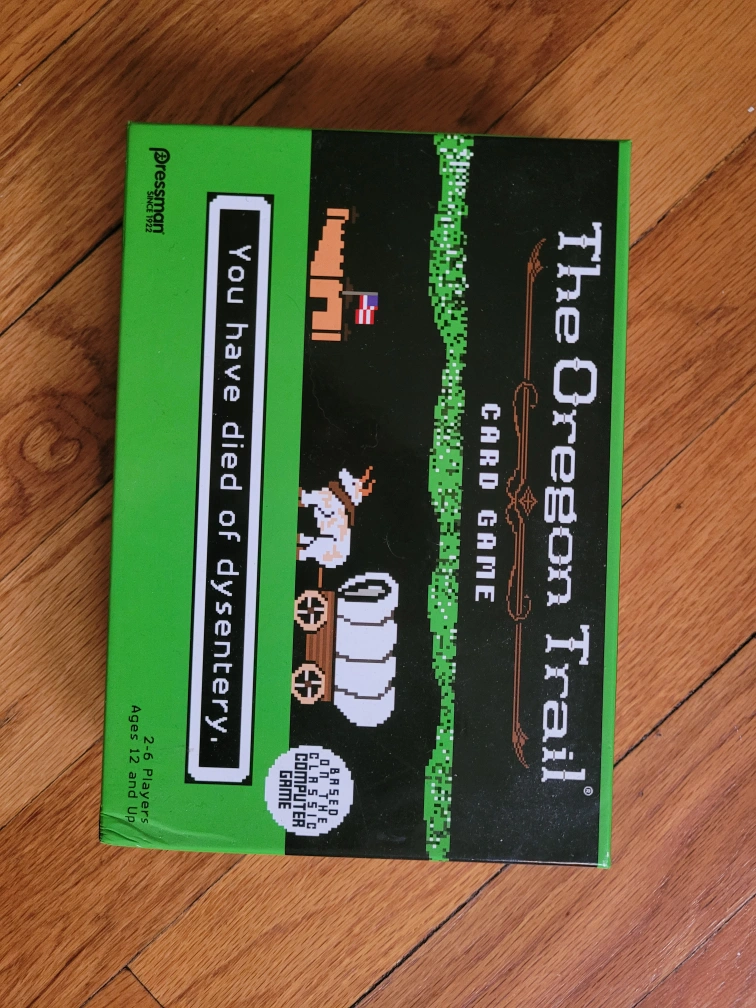 The Oregon Trail®
CARD GAME
BASED
ON THE
CLASSIC
COMPUTER
GAME
You have died of dysentery.
Pressman®
SINCE 1922
2-6 Players
Ages 12 and Up